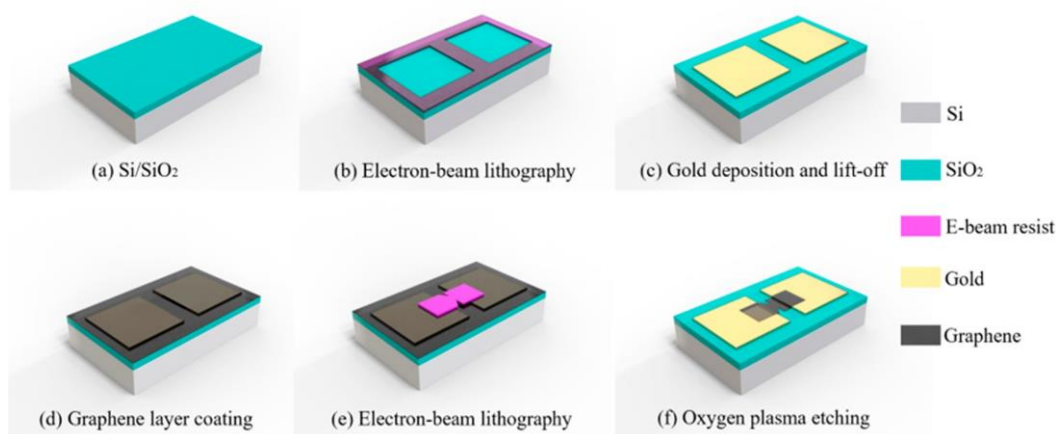 (a) Si/SiO₂
(b) Electron-beam lithography
(c) Gold deposition and lift-off
Si
SiO₂
E-beam resist
Gold
Graphene
(d) Graphene layer coating
(e) Electron-beam lithography
(f) Oxygen plasma etching